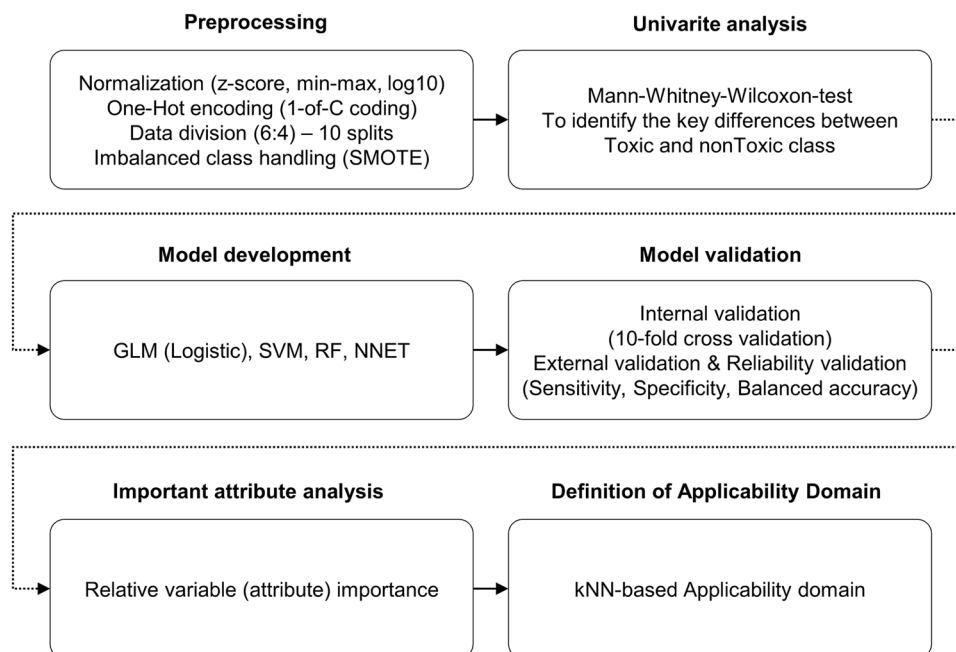 Preprocessing
Normalization (z-score, min-max, log10)
One-Hot encoding (1-of-C coding)
Data division (6:4) – 10 splits
Imbalanced class handling (SMOTE)
Univarite analysis
Mann-Whitney-Wilcoxon-test
To identify the key differences between
Toxic and nonToxic class
Model development
GLM (Logistic), SVM, RF, NNET
Model validation
Internal validation
(10-fold cross validation)
External validation & Reliability validation
(Sensitivity, Specificity, Balanced accuracy)
Important attribute analysis
Relative variable (attribute) importance
Definition of Applicability Domain
kNN-based Applicability domain